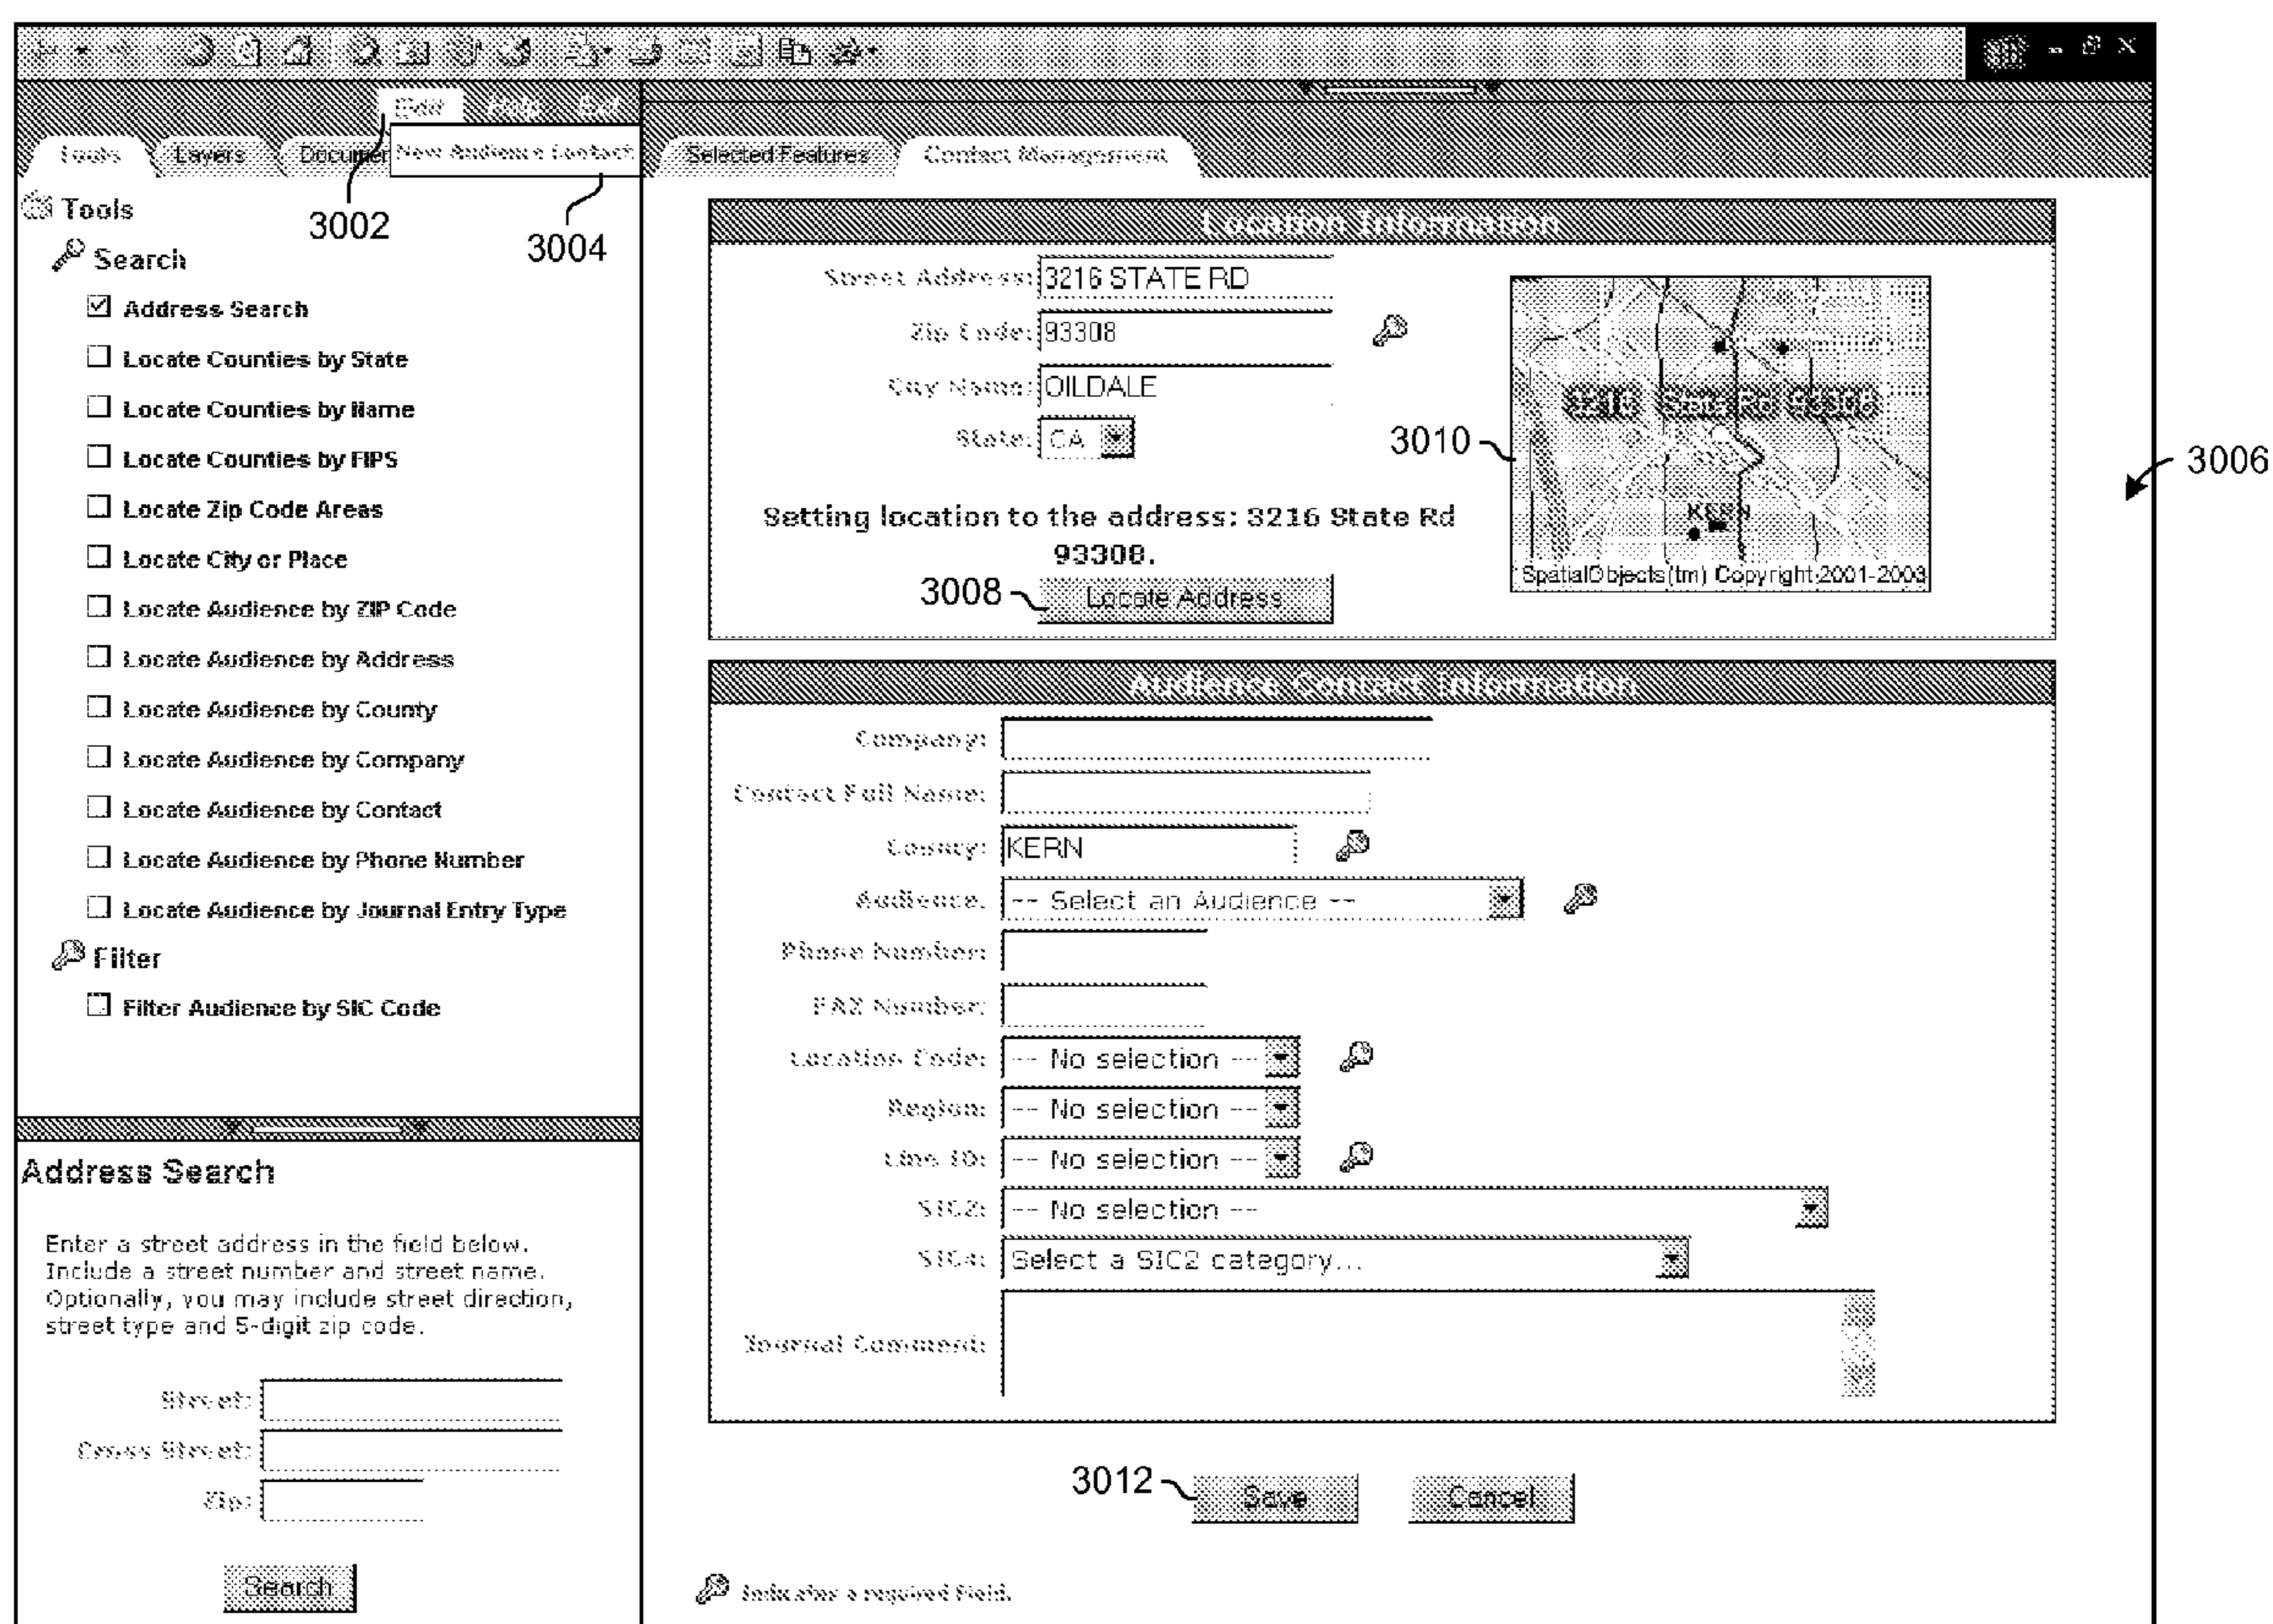 Edit Help Exit
New Audience Contact
Tools Layers Documen
Selected Features Contact Management
3002
3004
Tools
Search
Address Search
Locate Counties by State
Locate Counties by Name
Locate Counties by FIPS
Locate Zip Code Areas
Locate City or Place
Locate Audience by ZIP Code
Locate Audience by Address
Locate Audience by County
Locate Audience by Company
Locate Audience by Contact
Locate Audience by Phone Number
Locate Audience by Journal Entry Type
Filter
Filter Audience by SIC Code
Address Search
Enter a street address in the field below.
Include a street number and street name.
Optionally, you may include street direction,
street type and 5-digit zip code.
Street:
Cross Street:
Zip:
Search
Location Information
Street Address: 3216 STATE RD
Zip Code: 93308
City Name: OILDALE
State: CA
Setting location to the address: 3216 State Rd
93308.
3008
Locate Address
3010
3216 State Rd 93308
KERN
SpatialObjects(tm) Copyright 2001-2003
3006
Audience Contact Information
Company:
Contact Full Name:
County: KERN
Audience: -- Select an Audience --
Phone Number:
FAX Number:
Location Code: -- No selection --
Region: -- No selection --
Line ID: -- No selection --
SIC2: -- No selection --
SIC4: Select a SIC2 category...
Journal Comment:
3012
Save Cancel
Indicates a required field.